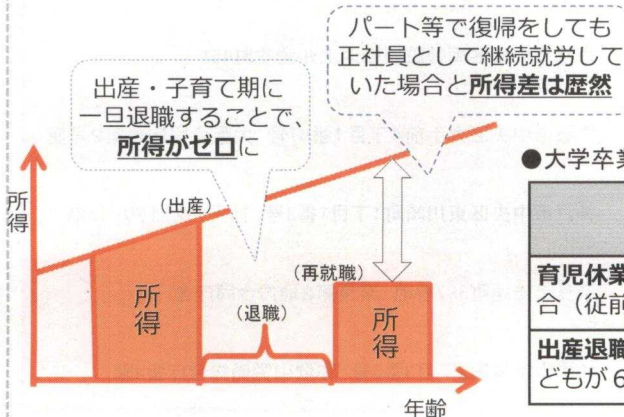 パート等で復帰をしても
正社員として継続就労して
いた場合と所得差は歴然
出産・子育て期に
一旦退職することで、
所得がゼロに
●大学卒業
所得
（出産）
（再就職）
（退職）
所得
所得
年齢
育児休業
合（従前
出産退職
どもが６